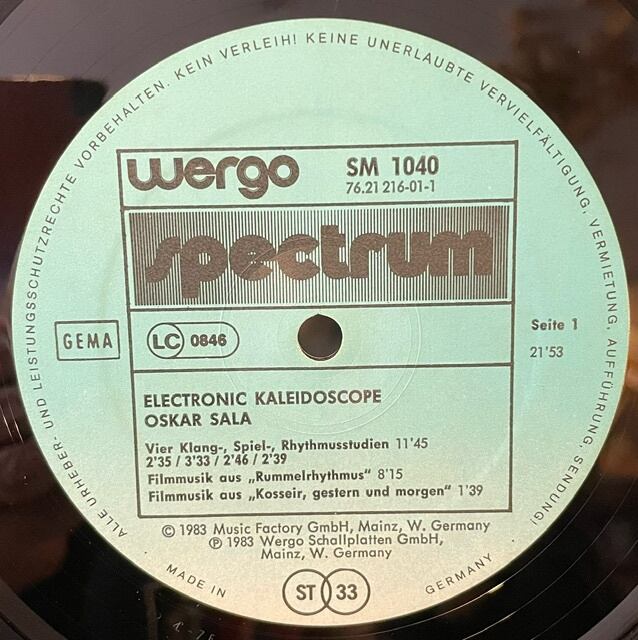 ALLE URHEBER- UND LEISTUNGSSCHUTZRECHTE VORBEHALTEN. KEIN VERLEIH! KEINE UNERLAUBTE VERVIELFÄLTIGUNG, VERMIETUNG, AUFFÜHRUNG, SENDUNG!
wergo SM 1040
76.21 216-01-1
spectrum
GEMA
LC 0846
Seite 1
21'53
ELECTRONIC KALEIDOSCOPE
OSKAR SALA
Vier Klang-, Spiel-, Rhythmusstudien 11'45
2'35 / 3'33 / 2'46 / 2'39
Filmmusik aus „Rummelrhythmus" 8'15
Filmmusik aus „Kosseir, gestern und morgen" 1'39
© 1983 Music Factory GmbH, Mainz, W. Germany
℗ 1983 Wergo Schallplatten GmbH,
Mainz, W. Germany
MADE IN GERMANY
ST 33